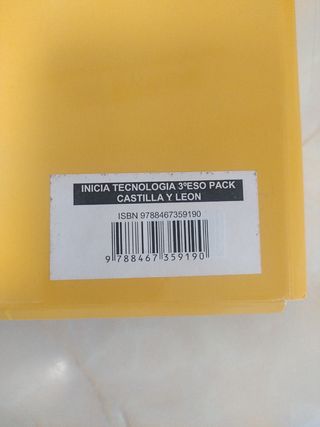 INICIA TECNOLOGIA 3ºESO PACK
CASTILLA Y LEON
ISBN 9788467359190
9 788467 359190